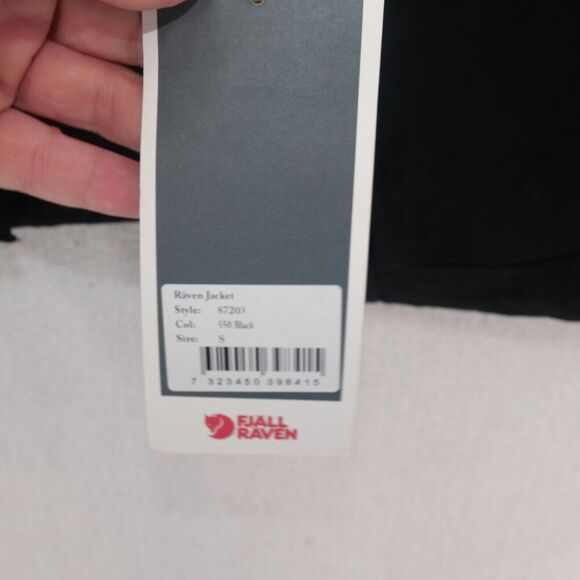 Räven Jacket
Style: 87203
Col: 550 Black
Size: S
7 323450 398415
FJALL
RAVEN